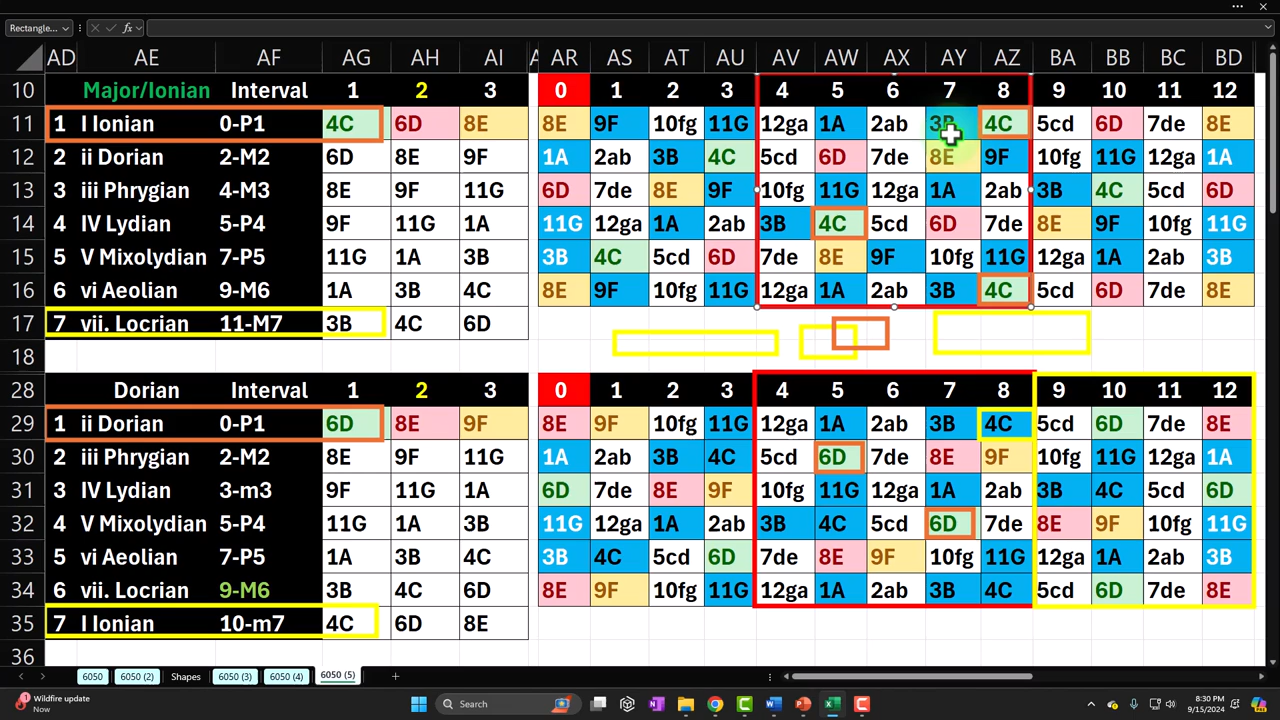 Rectangle...
fx
AD AE AF AG AH AI AR AS AT AU AV AW AX AY AZ BA BB BC BD
10 Major/Ionian Interval 1 2 3 0 1 2 3 4 5 6 7 8 9 10 11 12
11 1 I Ionian 0-P1 4C 6D 8E 8E 9F 10fg 11G 12ga 1A 2ab 3B 4C 5cd 6D 7de 8E
12 2 ii Dorian 2-M2 6D 8E 9F 1A 2ab 3B 4C 5cd 6D 7de 8E 9F 10fg 11G 12ga 1A
13 3 iii Phrygian 4-M3 8E 9F 11G 6D 7de 8E 9F 10fg 11G 12ga 1A 2ab 3B 4C 5cd 6D
14 4 IV Lydian 5-P4 9F 11G 1A 11G 12ga 1A 2ab 3B 4C 5cd 6D 7de 8E 9F 10fg 11G
15 5 V Mixolydian 7-P5 11G 1A 3B 3B 4C 5cd 6D 7de 8E 9F 10fg 11G 12ga 1A 2ab 3B
16 6 vi Aeolian 9-M6 1A 3B 4C 8E 9F 10fg 11G 12ga 1A 2ab 3B 4C 5cd 6D 7de 8E
17 7 vii. Locrian 11-M7 3B 4C 6D
18
28 Dorian Interval 1 2 3 0 1 2 3 4 5 6 7 8 9 10 11 12
29 1 ii Dorian 0-P1 6D 8E 9F 8E 9F 10fg 11G 12ga 1A 2ab 3B 4C 5cd 6D 7de 8E
30 2 iii Phrygian 2-M2 8E 9F 11G 1A 2ab 3B 4C 5cd 6D 7de 8E 9F 10fg 11G 12ga 1A
31 3 IV Lydian 3-m3 9F 11G 1A 6D 7de 8E 9F 10fg 11G 12ga 1A 2ab 3B 4C 5cd 6D
32 4 V Mixolydian 5-P4 11G 1A 3B 11G 12ga 1A 2ab 3B 4C 5cd 6D 7de 8E 9F 10fg 11G
33 5 vi Aeolian 7-P5 1A 3B 4C 3B 4C 5cd 6D 7de 8E 9F 10fg 11G 12ga 1A 2ab 3B
34 6 vii. Locrian 9-M6 3B 4C 6D 8E 9F 10fg 11G 12ga 1A 2ab 3B 4C 5cd 6D 7de 8E
35 7 I Ionian 10-m7 4C 6D 8E
36
6050 6050 (2) Shapes 6050 (3) 6050 (4) 6050 (5)
Wildfire update
Now
Search
8:30 PM
9/15/2024